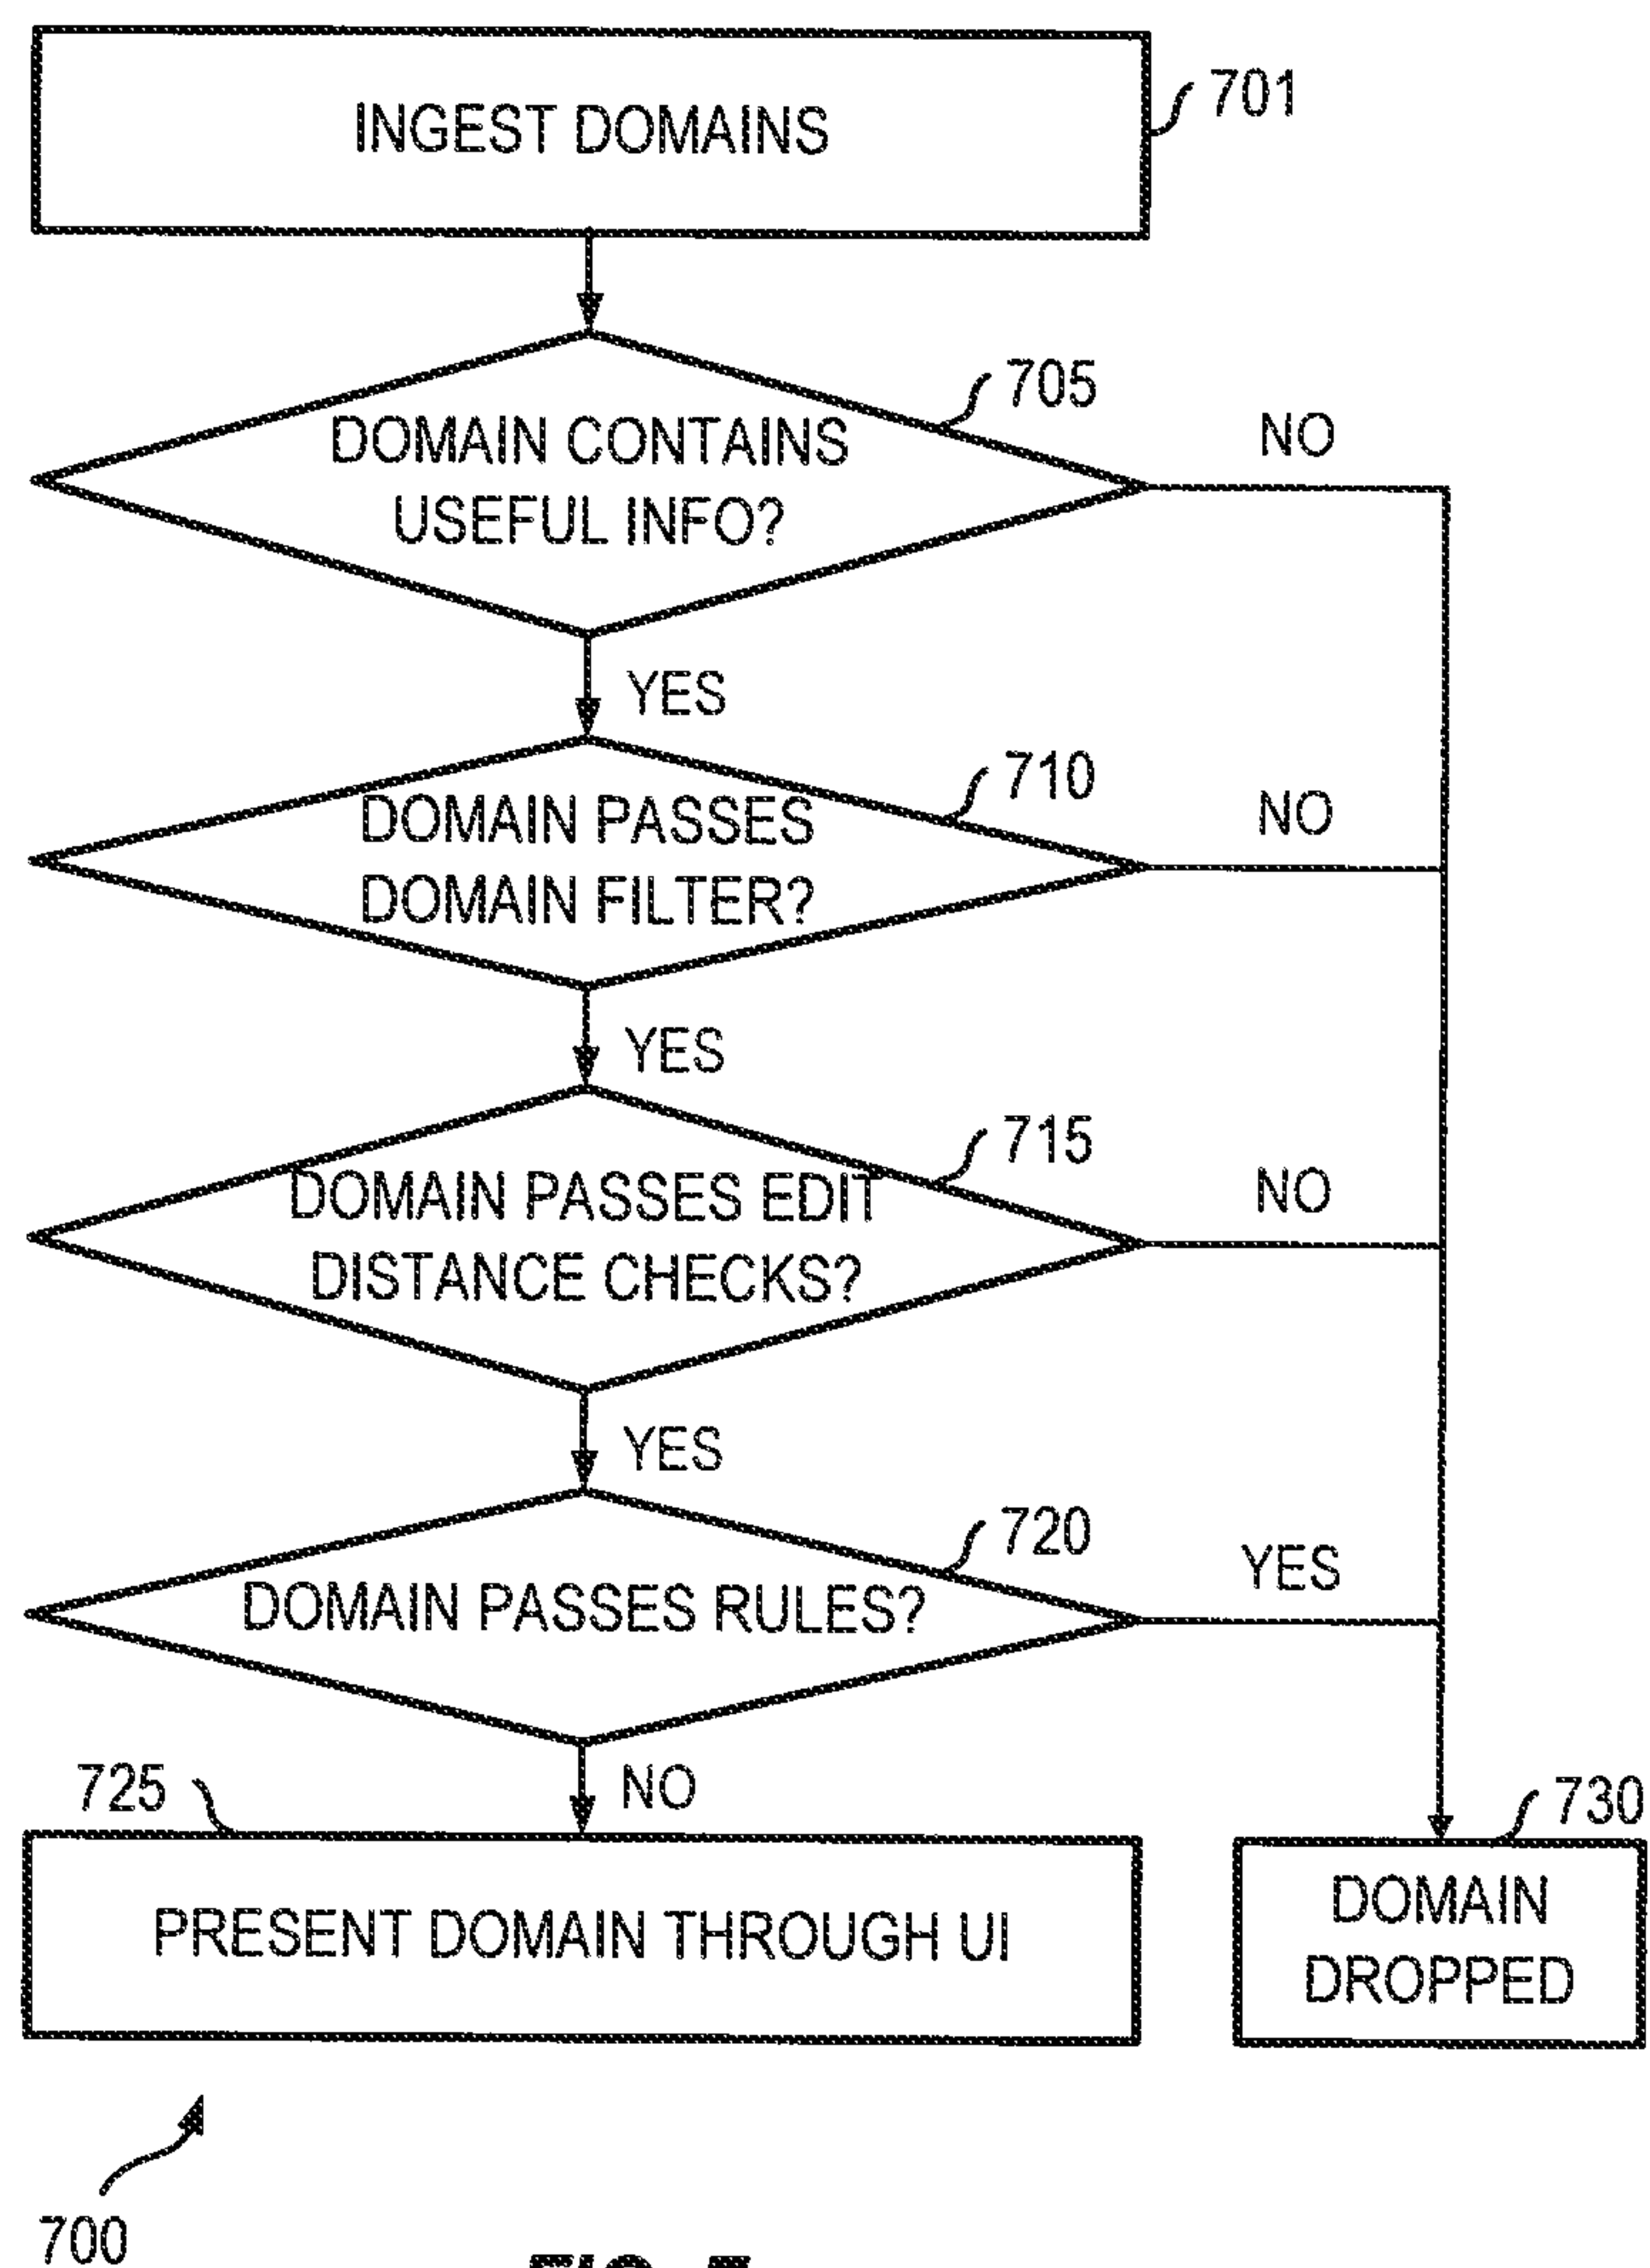 INGEST DOMAINS
701
705
DOMAIN CONTAINS
USEFUL INFO?
NO
YES
710
DOMAIN PASSES
DOMAIN FILTER?
NO
YES
715
DOMAIN PASSES EDIT
DISTANCE CHECKS?
NO
YES
720
DOMAIN PASSES RULES?
YES
NO
725
PRESENT DOMAIN THROUGH UI
730
DOMAIN
DROPPED
700